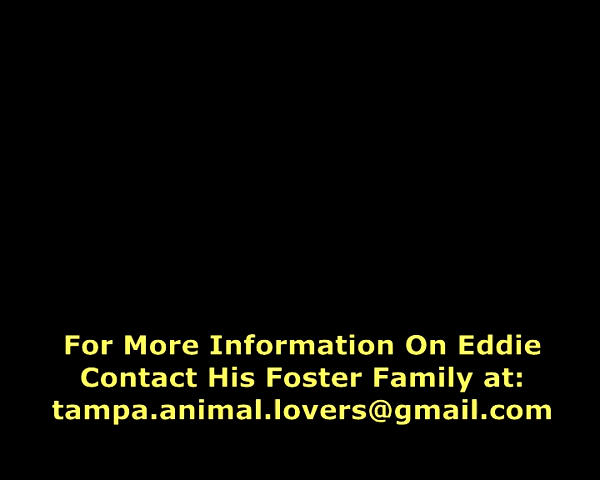 For More Information On Eddie
Contact His Foster Family at:
tampa.animal.lovers@gmail.com